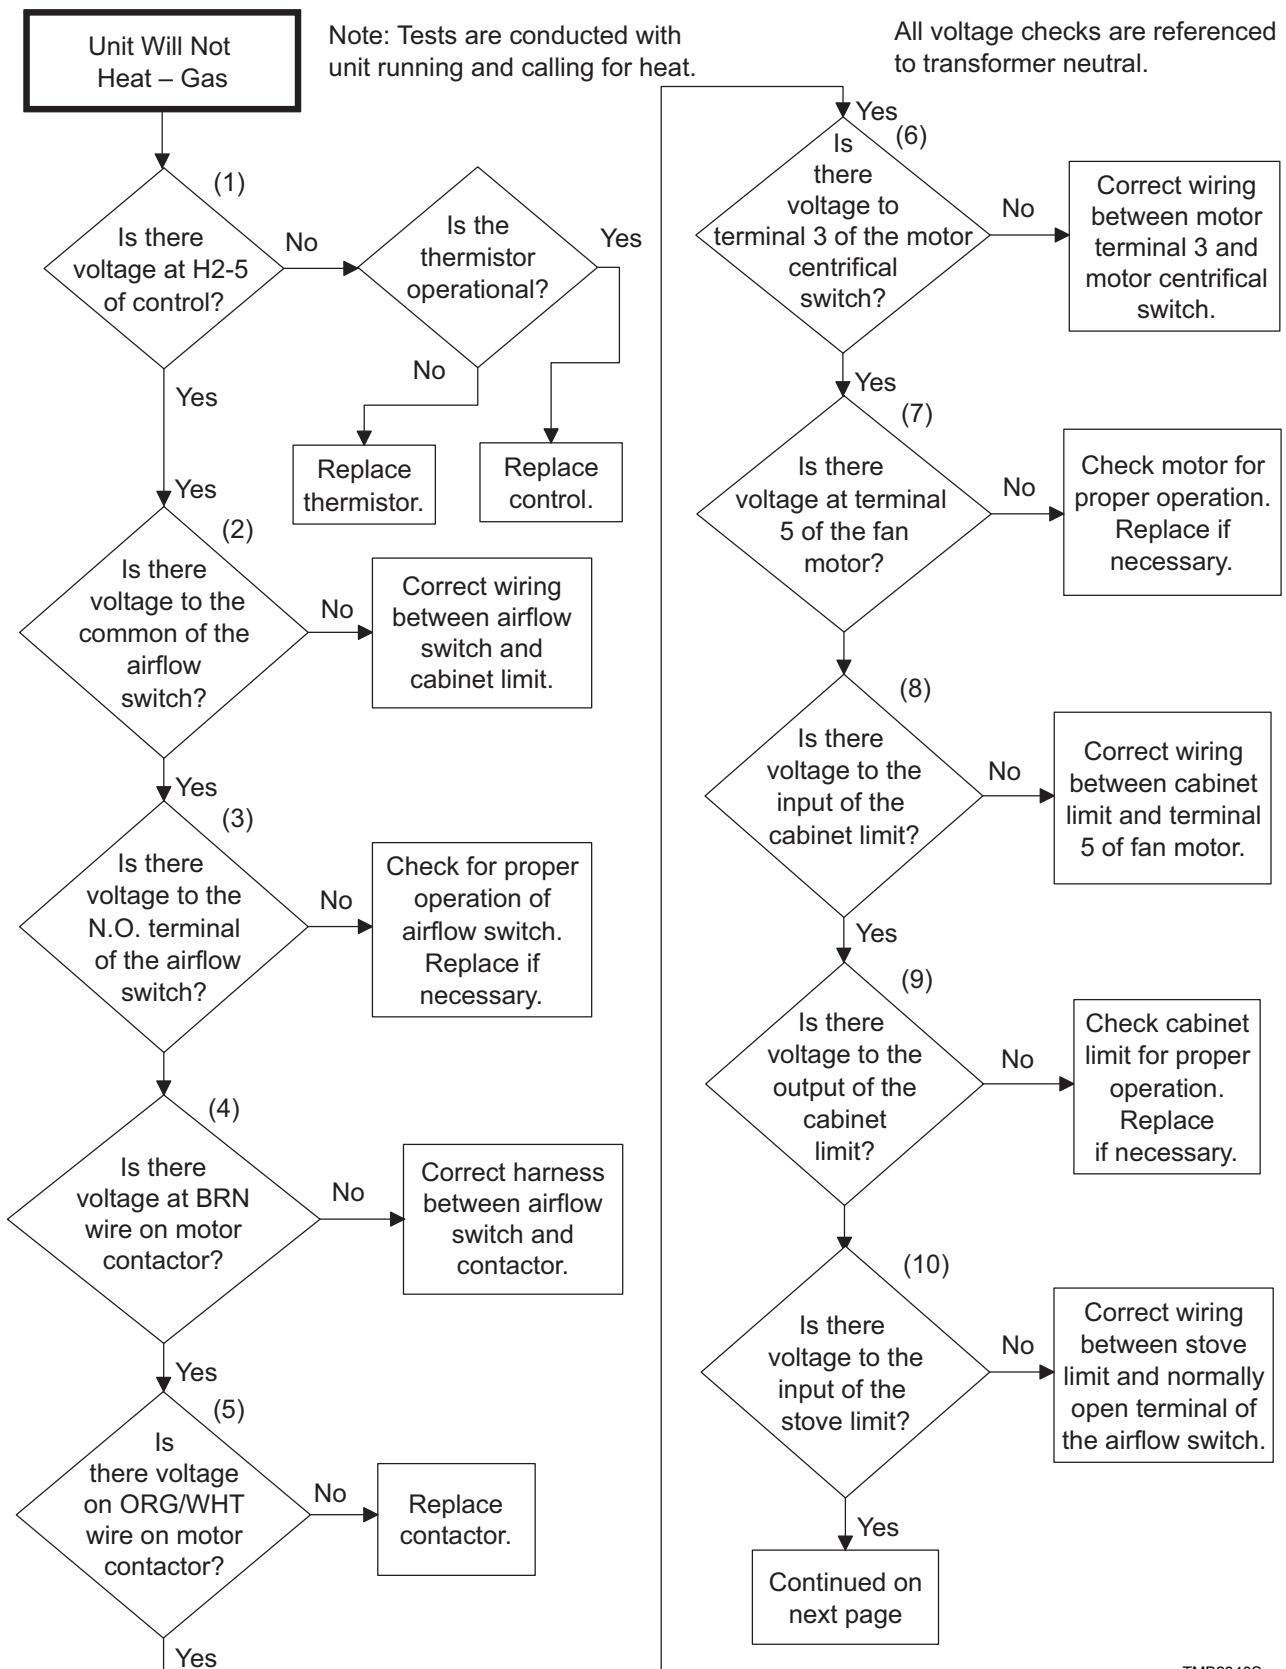 Unit Will Not
Heat – Gas
Note: Tests are conducted with
unit running and calling for heat.
All voltage checks are referenced
to transformer neutral.
(1)
Is there
voltage at H2-5
of control?
No
Is the
thermistor
operational?
Yes
No
Replace
thermistor.
Replace
control.
Yes
Yes
(2)
Is there
voltage to the
common of the
airflow
switch?
No
Correct wiring
between airflow
switch and
cabinet limit.
Yes
(3)
Is there
voltage to the
N.O. terminal
of the airflow
switch?
No
Check for proper
operation of
airflow switch.
Replace if
necessary.
(4)
Is there
voltage at BRN
wire on motor
contactor?
No
Correct harness
between airflow
switch and
contactor.
Yes
(5)
Is
there voltage
on ORG/WHT
wire on motor
contactor?
No
Replace
contactor.
Yes
Yes
(6)
Is
there
voltage to
terminal 3 of the motor
centrifical
switch?
No
Correct wiring
between motor
terminal 3 and
motor centrifical
switch.
Yes
(7)
Is there
voltage at terminal
5 of the fan
motor?
No
Check motor for
proper operation.
Replace if
necessary.
(8)
Is there
voltage to the
input of the
cabinet limit?
No
Correct wiring
between cabinet
limit and terminal
5 of fan motor.
Yes
(9)
Is there
voltage to the
output of the
cabinet
limit?
No
Check cabinet
limit for proper
operation.
Replace
if necessary.
(10)
Is there
voltage to the
input of the
stove limit?
No
Correct wiring
between stove
limit and normally
open terminal of
the airflow switch.
Yes
Continued on
next page